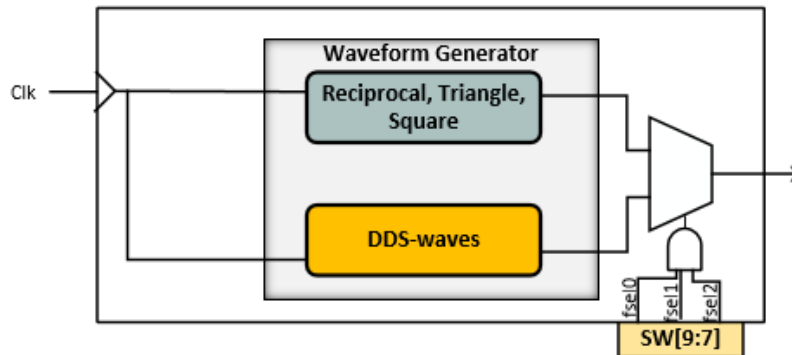 Waveform Generator
Clk
Reciprocal, Triangle,
Square
DDS-waves
fsel0
fsel1
fsel2
SW[9:7]